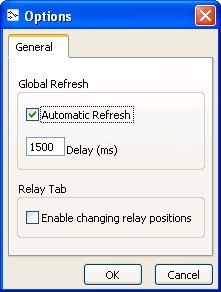 Options
General
Global Refresh
Automatic Refresh
1500 Delay (ms)
Relay Tab
Enable changing relay positions
OK Cancel